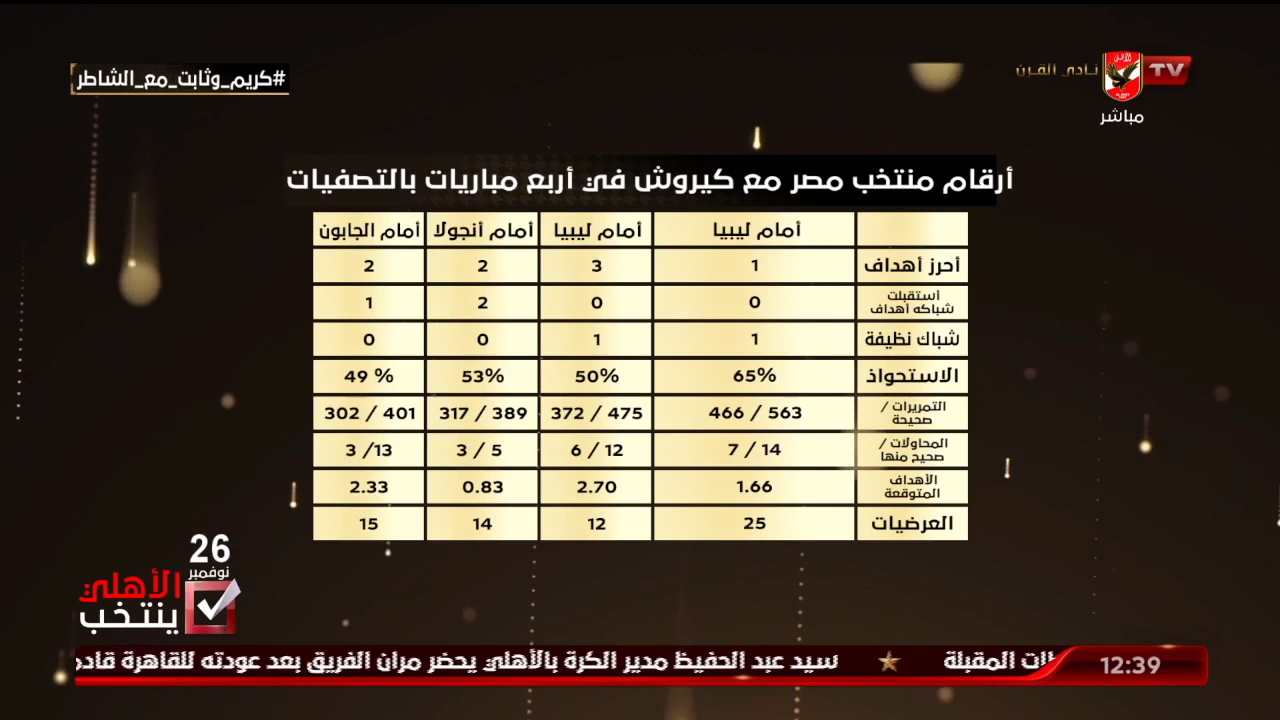 #كريم_وثابت_مع_الشاطر
نادي القرن
TV
مباشر
أرقام منتخب مصر مع كيروش في أربع مباريات بالتصفيات
أمام ليبيا أمام ليبيا أمام أنجولا أمام الجابون
أحرز أهداف 1 3 2 2
أستقبلت
شباكه أهداف 0 0 2 1
شباك نظيفة 1 1 0 0
الاستحواذ 65% 50% 53% 49 %
التمريرات /
صحيحة 466 / 563 372 / 475 317 / 389 302 / 401
المحاولات /
صحيح منها 7 / 14 6 / 12 3 / 5 3 /13
الأهداف
المتوقعة 1.66 2.70 0.83 2.33
العرضيات 25 12 14 15
26
نوفمبر
الأهلي
ينتخب
المقبلة ★ سيد عبد الحفيظ مدير الكرة بالأهلي يحضر مران الفريق بعد عودته للقاهرة
12:39